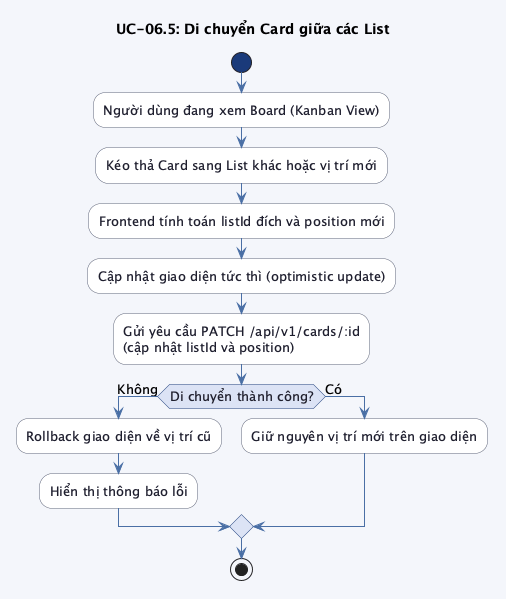 UC-06.5: Di chuyển Card giữa các List
Người dùng đang xem Board (Kanban View)
Kéo thả Card sang List khác hoặc vị trí mới
Frontend tính toán listId đích và position mới
Cập nhật giao diện tức thì (optimistic update)
Gửi yêu cầu PATCH /api/v1/cards/:id
(cập nhật listId và position)
Không
Di chuyển thành công?
Có
Rollback giao diện về vị trí cũ
Giữ nguyên vị trí mới trên giao diện
Hiển thị thông báo lỗi